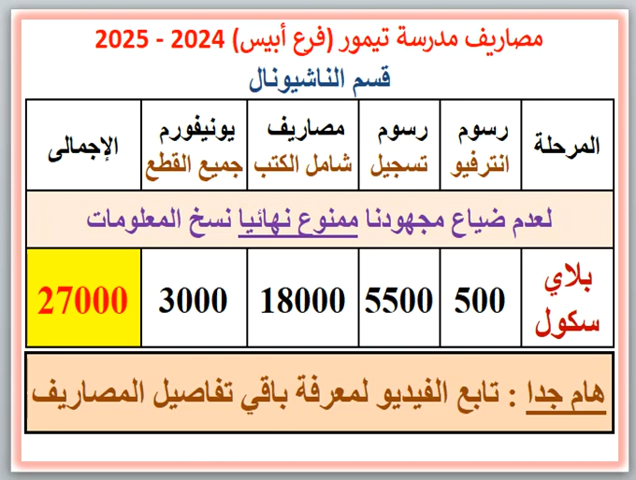 مصاريف مدرسة تيمور (فرع أبيس) 2024 - 2025
قسم الناشيونال
المرحلة
رسوم
انترفيو
رسوم
تسجيل
مصاريف
شامل الكتب
يونيفورم
جميع القطع
الإجمالى
لعدم ضياع مجهودنا ممنوع نهائيا نسخ المعلومات
بلاي
سكول
500
5500
18000
3000
27000
هام جدا : تابع الفيديو لمعرفة باقي تفاصيل المصاريف